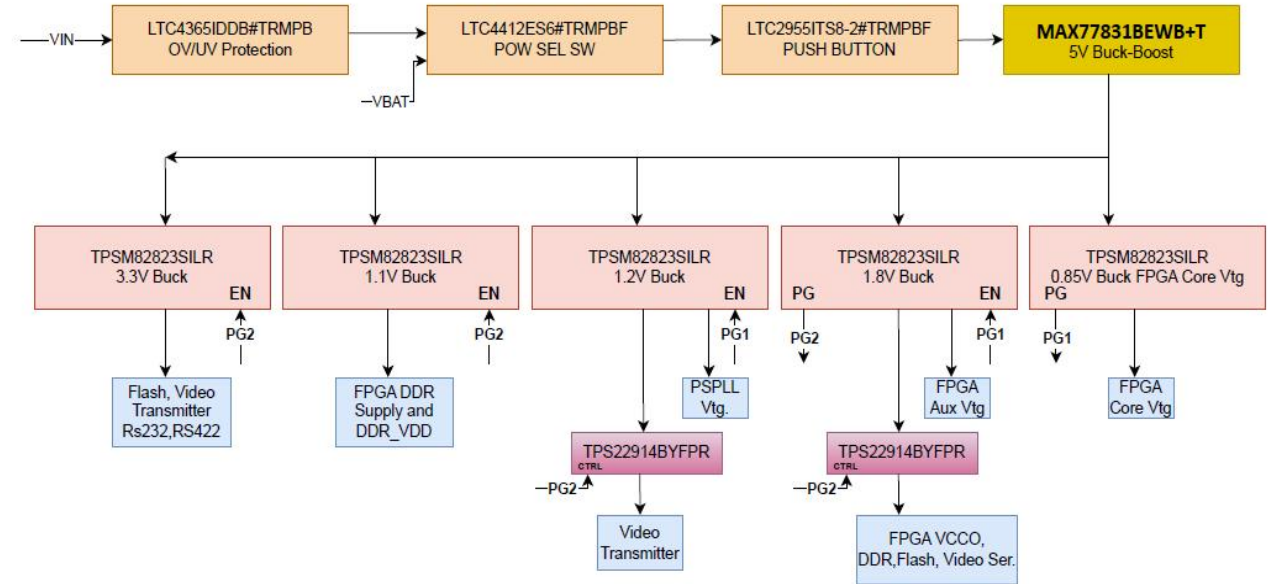 VIN
LTC4365IDDB#TRMPB
OV/UV Protection
LTC4412ES6#TRMPBF
POW SEL SW
LTC2955ITS8-2#TRMPBF
PUSH BUTTON
MAX77831BEWB+T
5V Buck-Boost
VBAT
TPSM82823SILR
3.3V Buck
EN
PG2
TPSM82823SILR
1.1V Buck
EN
PG2
TPSM82823SILR
1.2V Buck
EN
PG1
TPSM82823SILR
1.8V Buck
PG
EN
PG2
PG1
TPSM82823SILR
0.85V Buck FPGA Core Vtg
PG
PG1
Flash, Video
Transmitter
Rs232,RS422
FPGA DDR
Supply and
DDR_VDD
PSPLL
Vtg.
FPGA
Aux Vtg
FPGA
Core Vtg
TPS22914BYFPR
CTRL
PG2
TPS22914BYFPR
CTRL
PG2
Video
Transmitter
FPGA VCCO,
DDR,Flash, Video Ser.